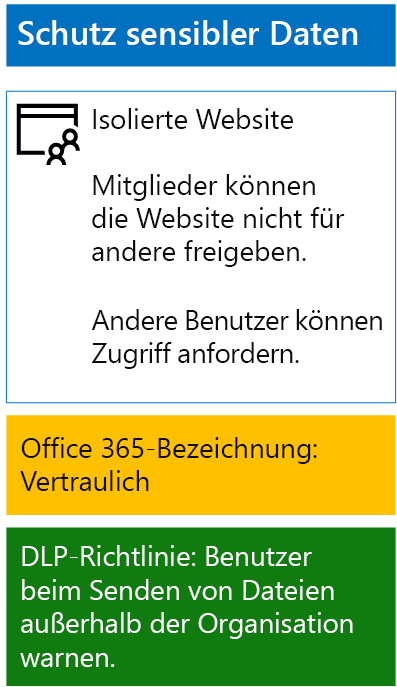 Schutz sensibler Daten
Isolierte Website
Mitglieder können
die Website nicht für
andere freigeben.
Andere Benutzer können
Zugriff anfordern.
Office 365-Bezeichnung:
Vertraulich
DLP-Richtlinie: Benutzer
beim Senden von Dateien
außerhalb der Organisation
warnen.